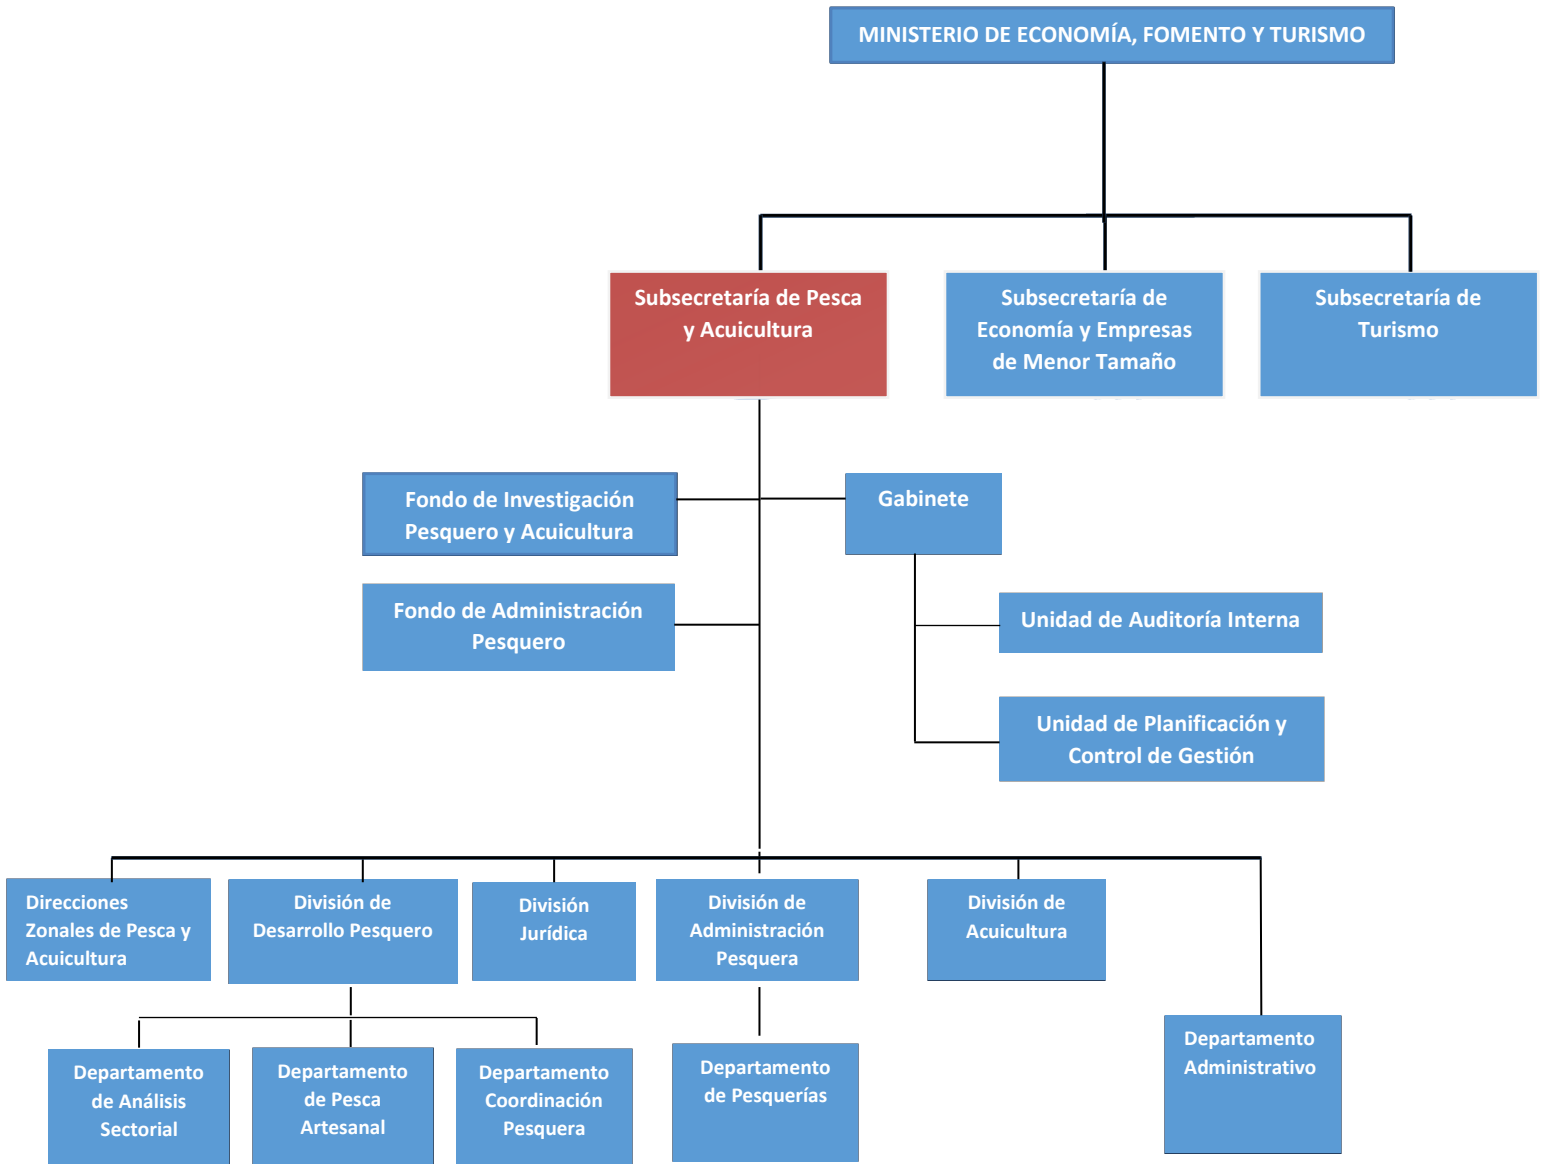 MINISTERIO DE ECONOMÍA, FOMENTO Y TURISMO
Subsecretaría de Pesca
y Acuicultura
Subsecretaría de
Economía y Empresas
de Menor Tamaño
Subsecretaría de
Turismo
Fondo de Investigación
Pesquero y Acuicultura
Gabinete
Fondo de Administración
Pesquero
Unidad de Auditoría Interna
Unidad de Planificación y
Control de Gestión
Direcciones
Zonales de Pesca y
Acuicultura
División de
Desarrollo Pesquero
División
Jurídica
División de
Administración
Pesquera
División de
Acuicultura
Departamento
de Análisis
Sectorial
Departamento
de Pesca
Artesanal
Departamento
Coordinación
Pesquera
Departamento
de Pesquerías
Departamento
Administrativo